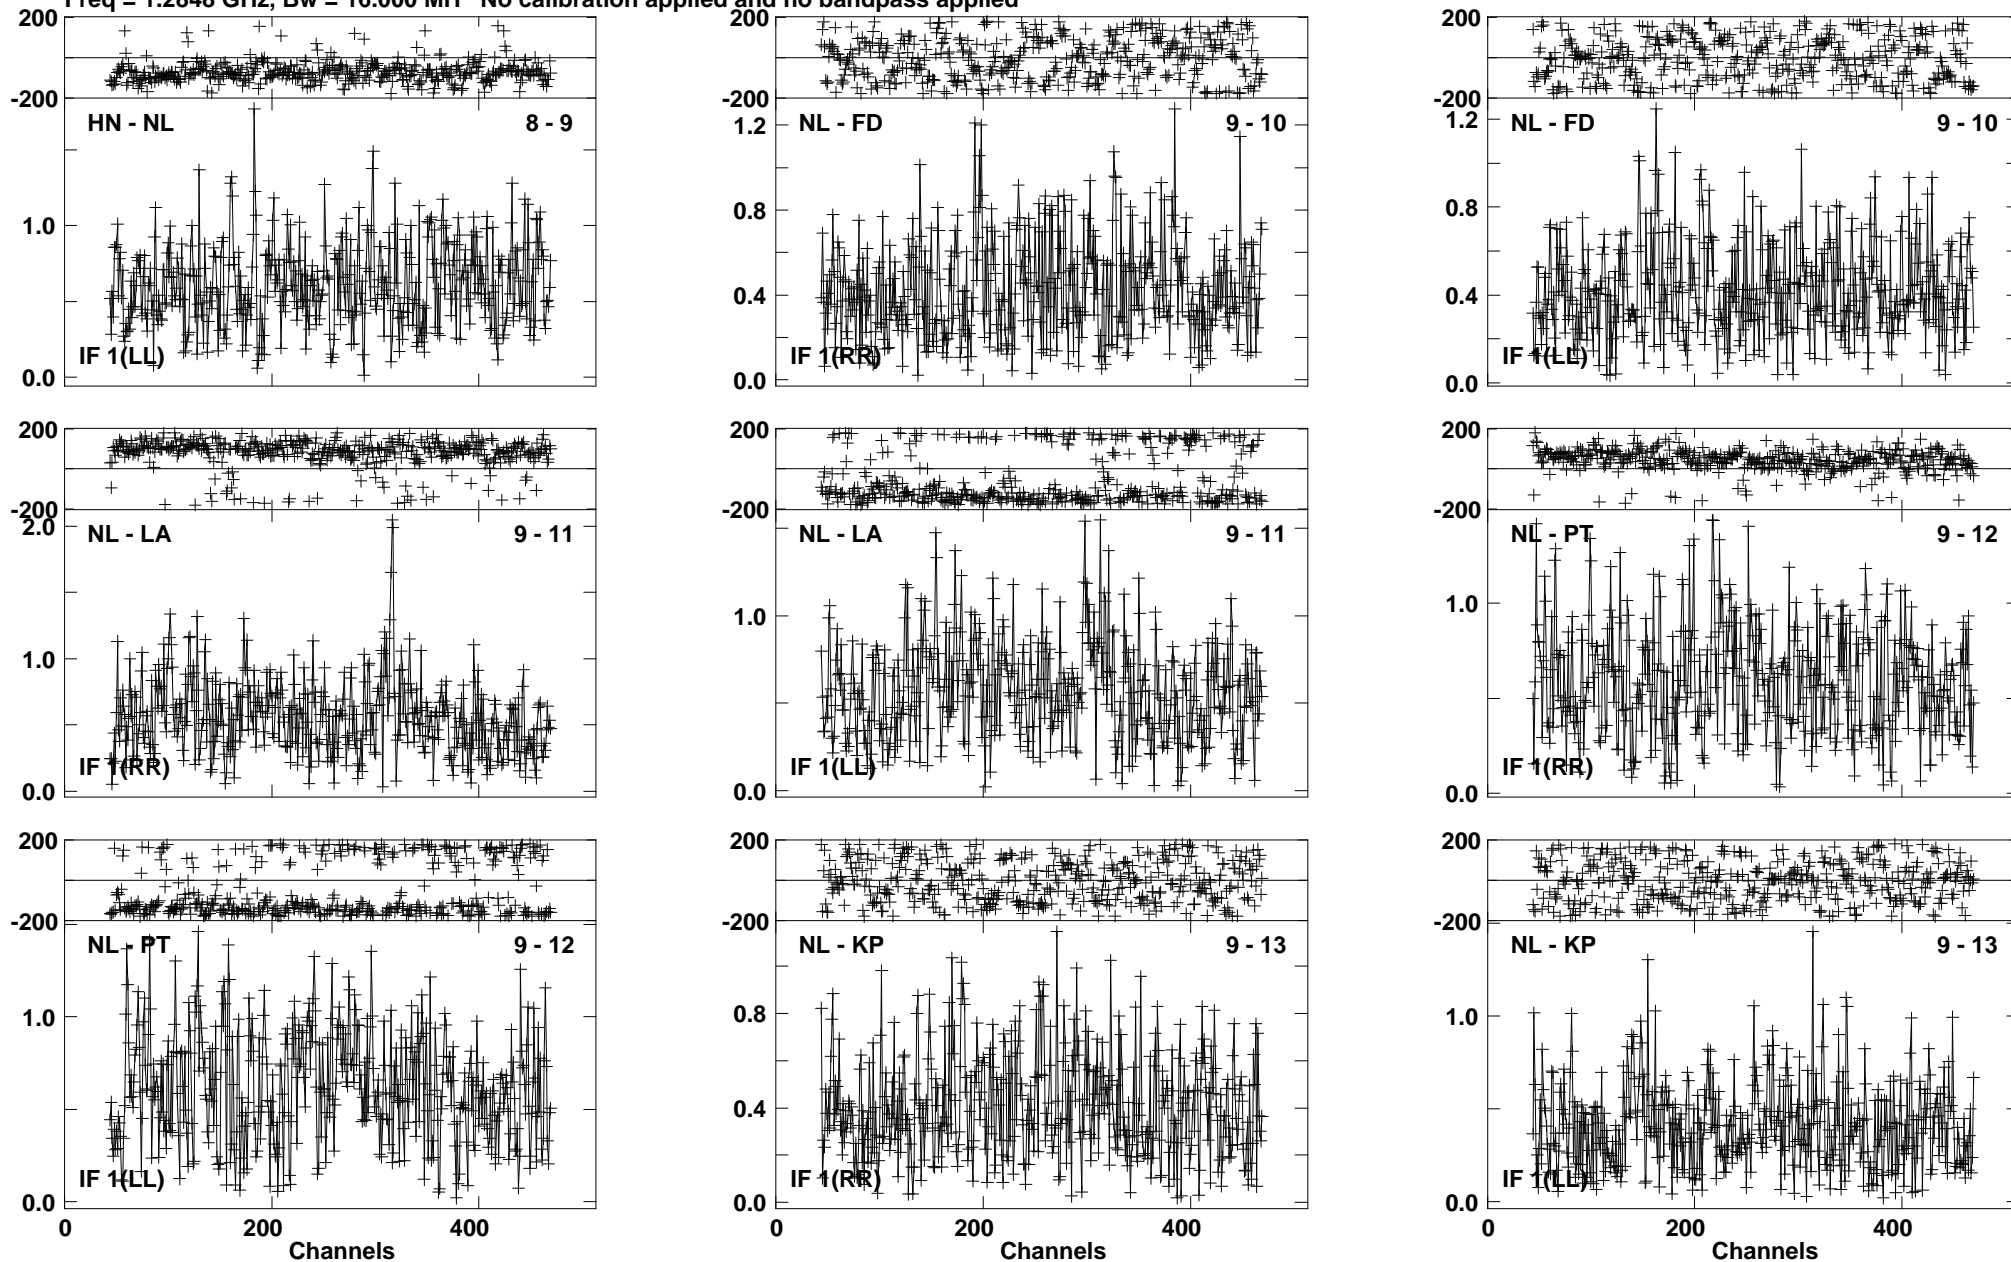 Freq = 1.2848 GHz, Bw = 16.000 MH No calibration applied and no bandpass applied
200
-200
HN - NL 8 - 9
1.0
0.0
IF 1(LL)
200
-200
NL - FD 9 - 10
1.2
0.8
0.4
0.0
IF 1(RR)
200
-200
NL - FD 9 - 10
1.2
0.8
0.4
0.0
IF 1(LL)
200
-200
NL - LA 9 - 11
2.0
1.0
0.0
IF 1(RR)
200
-200
NL - LA 9 - 11
1.0
0.0
IF 1(LL)
200
-200
NL - PT 9 - 12
1.0
0.0
IF 1(RR)
200
-200
NL - PT 9 - 12
1.0
0.0
IF 1(LL)
0 200 400
Channels
200
-200
NL - KP 9 - 13
0.8
0.4
0.0
IF 1(RR)
200 400
Channels
200
-200
NL - KP 9 - 13
1.0
0.0
IF 1(LL)
0 200 400
Channels